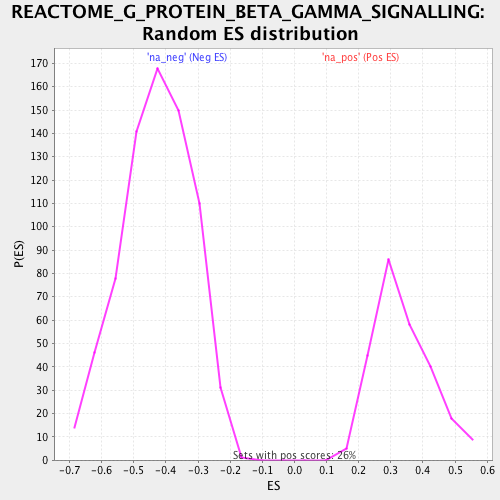 REACTOME_G_PROTEIN_BETA_GAMMA_SIGNALLING:
Random ES distribution
'na_neg' (Neg ES) 'na_pos' (Pos ES)
170
160
150
140
130
120
110
100
90
80
70
60
50
40
30
20
10
0
P(ES)
Sets with pos scores: 26%
-0.7 -0.6 -0.5 -0.4 -0.3 -0.2 -0.1 0.0 0.1 0.2 0.3 0.4 0.5 0.6
ES